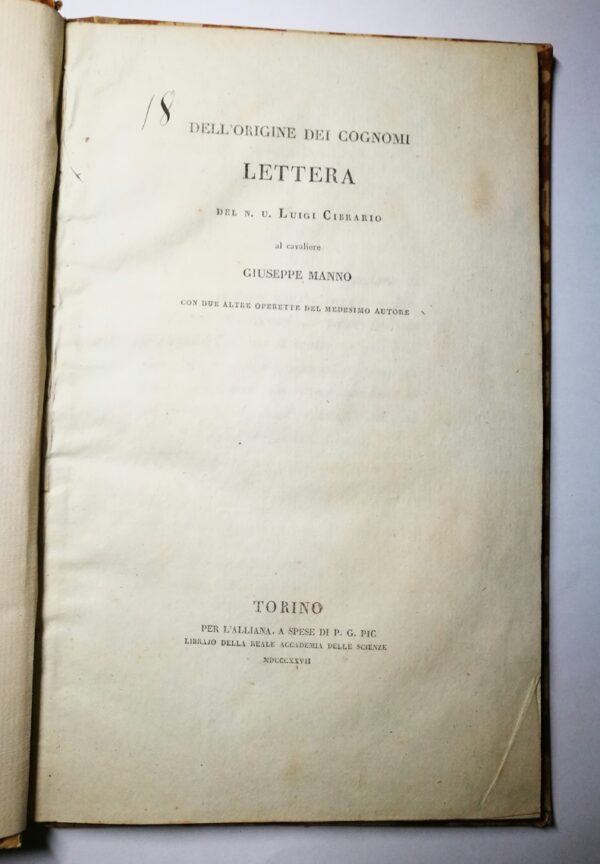 18
DELL'ORIGINE DEI COGNOMI
LETTERA
DEL N. U. LUIGI CIBRARIO
al cavaliere
GIUSEPPE MANNO
CON DUE ALTRE OPERETTE DEL MEDESIMO AUTORE
TORINO
PER L'ALLIANA. A SPESE DI P. G. PIC
LIBRAJO DELLA REALE ACCADEMIA DELLE SCIENZE
MDCCCXXVII